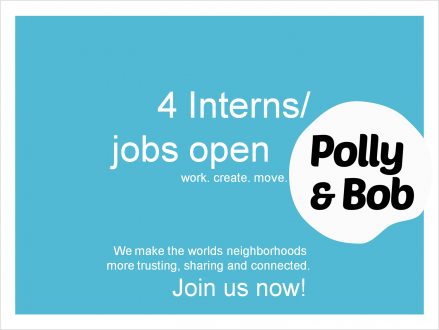 4 Interns/
jobs open
work. create. move.
Polly
& Bob
We make the worlds neighborhoods
more trusting, sharing and connected.
Join us now!